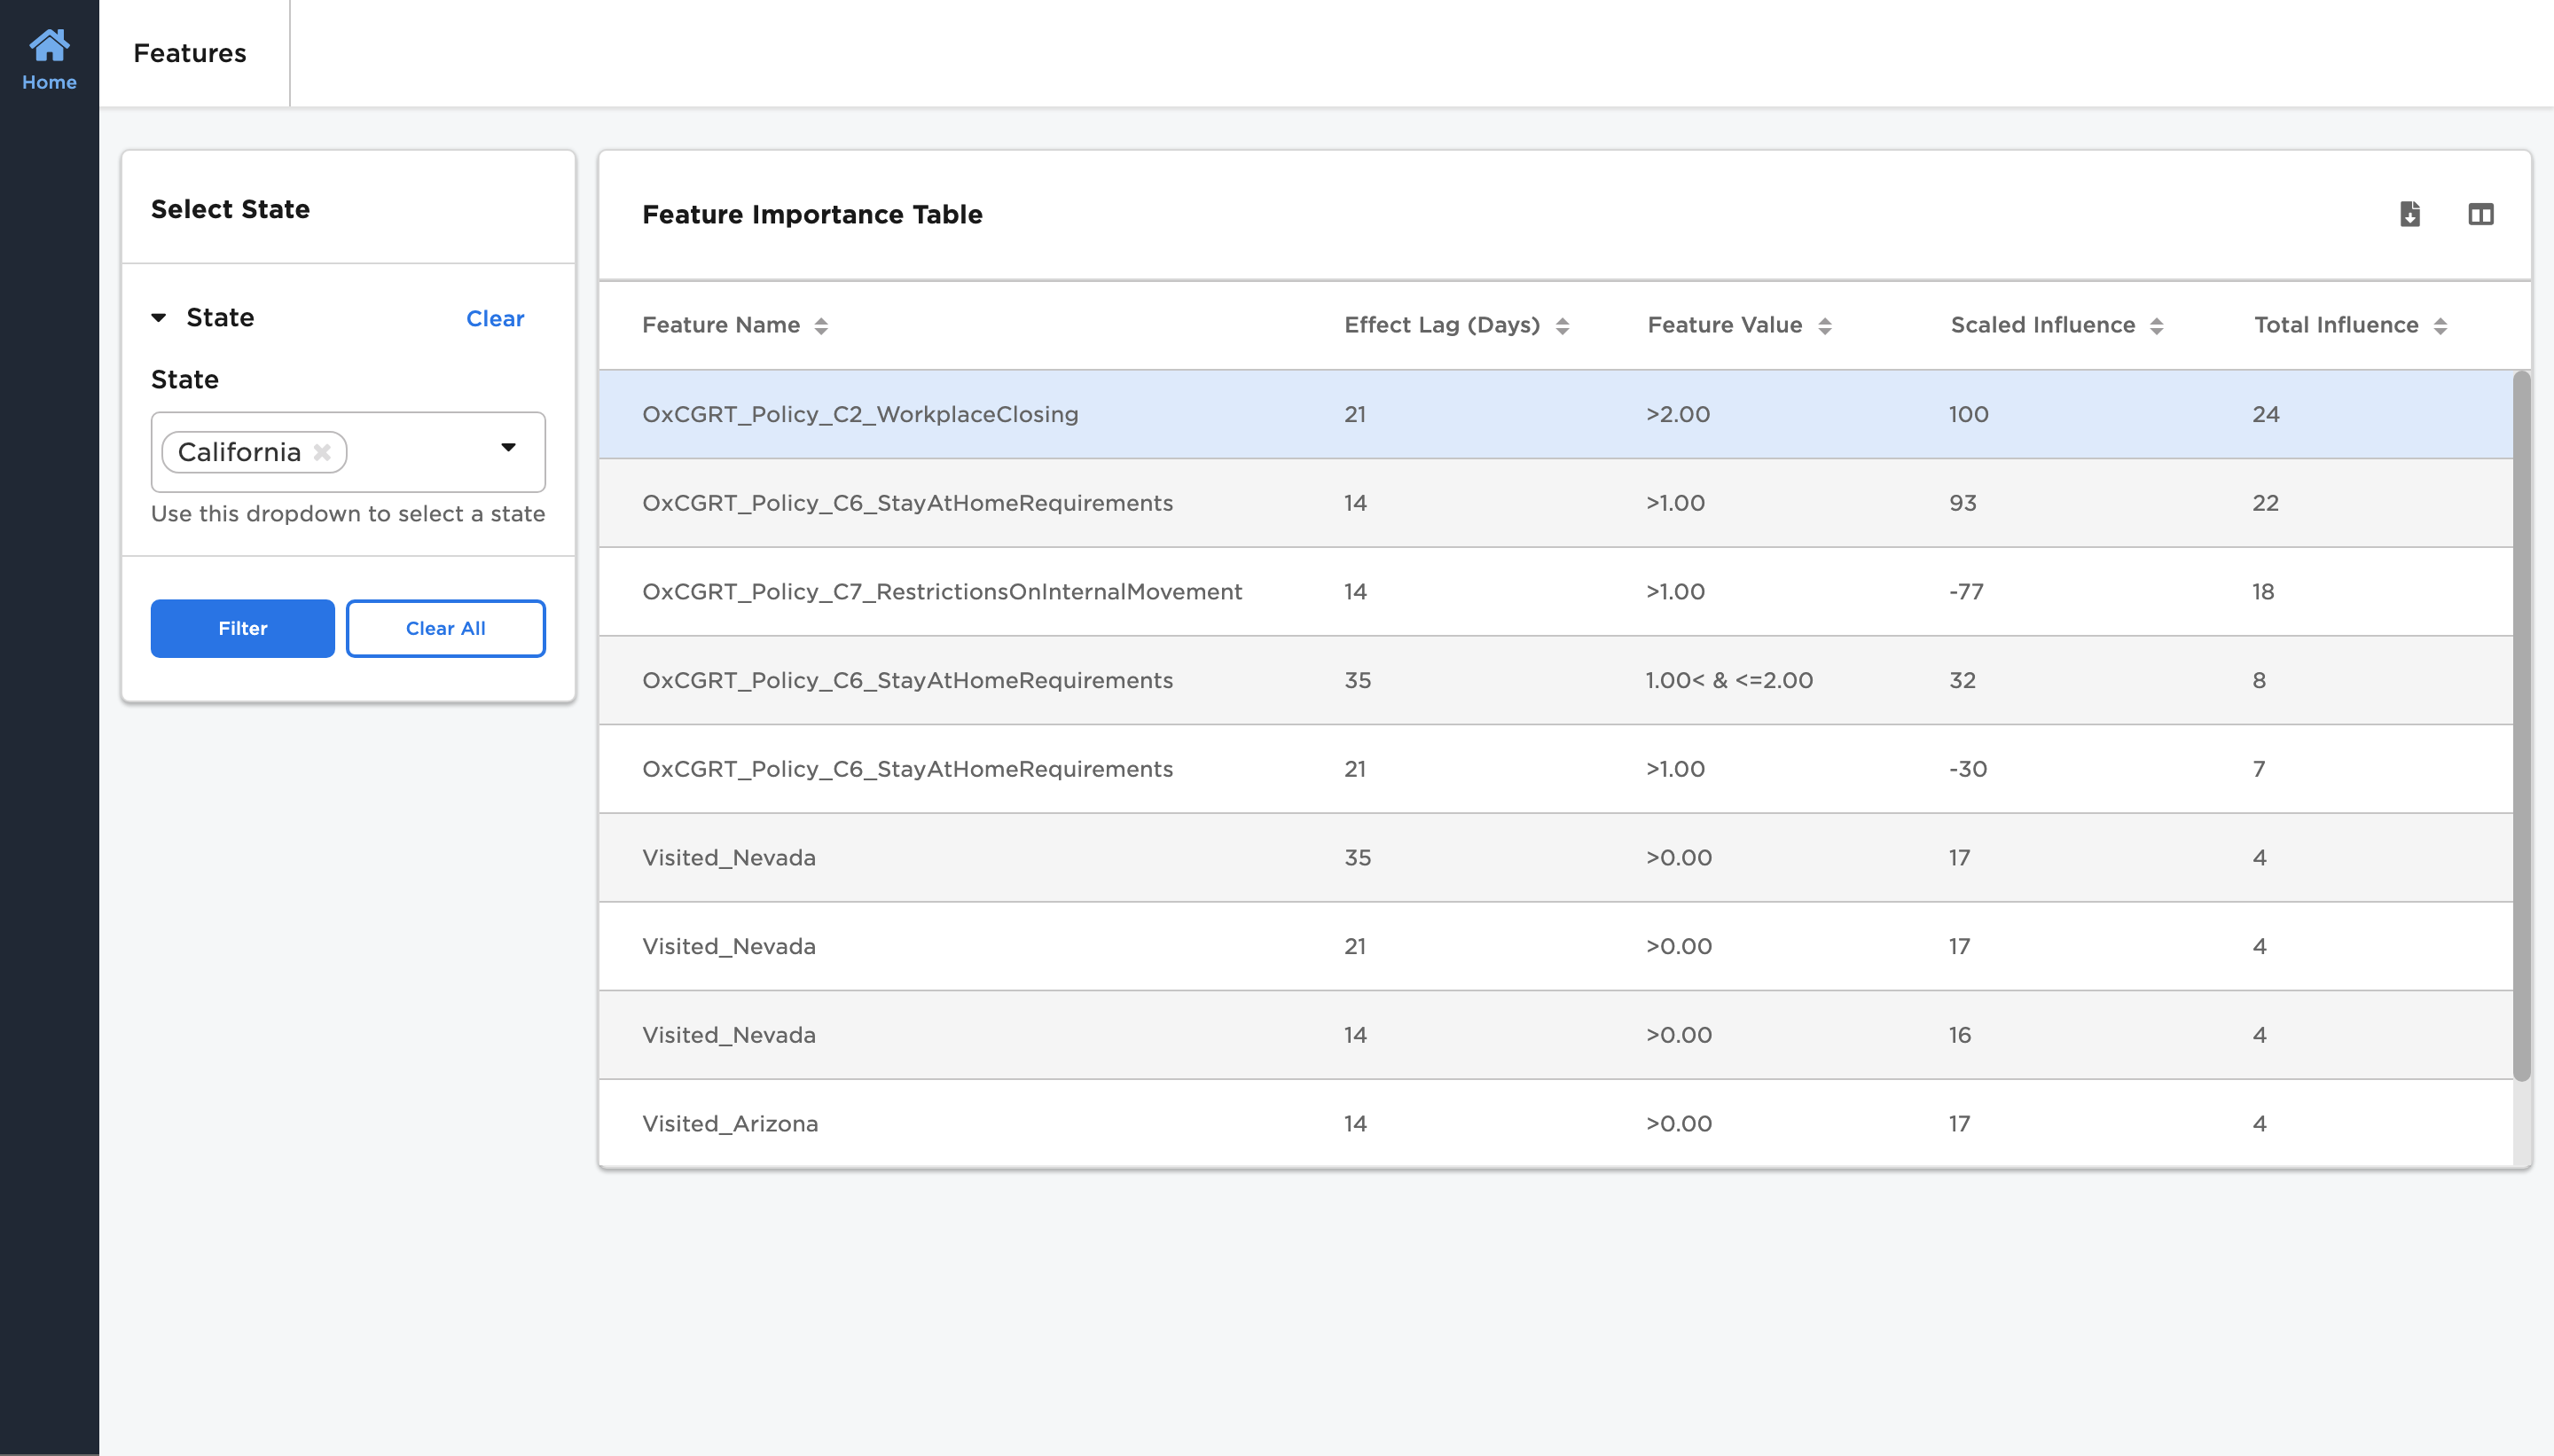 Home
Features
Select State
State
Clear
State
California
Use this dropdown to select a state
Filter
Clear All
Feature Importance Table
Feature Name Effect Lag (Days) Feature Value Scaled Influence Total Influence
OxCGRT_Policy_C2_WorkplaceClosing 21 >2.00 100 24
OxCGRT_Policy_C6_StayAtHomeRequirements 14 >1.00 93 22
OxCGRT_Policy_C7_RestrictionsOnInternalMovement 14 >1.00 -77 18
OxCGRT_Policy_C6_StayAtHomeRequirements 35 1.00< & <=2.00 32 8
OxCGRT_Policy_C6_StayAtHomeRequirements 21 >1.00 -30 7
Visited_Nevada 35 >0.00 17 4
Visited_Nevada 21 >0.00 17 4
Visited_Nevada 14 >0.00 16 4
Visited_Arizona 14 >0.00 17 4